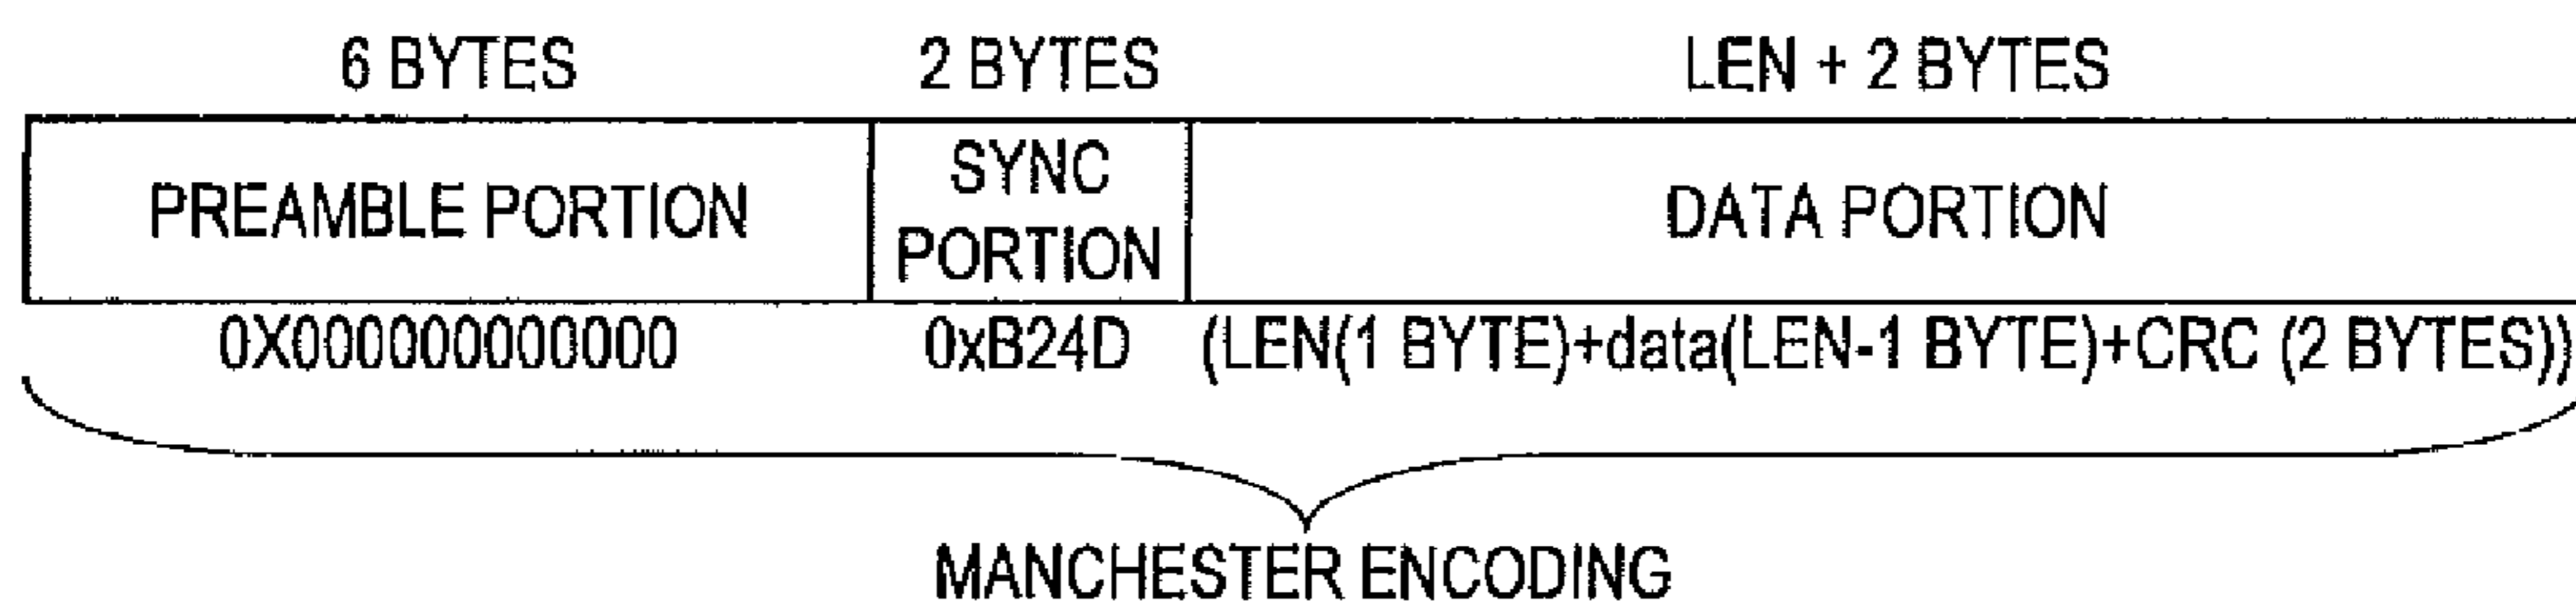 6 BYTES 2 BYTES LEN + 2 BYTES
PREAMBLE PORTION SYNC PORTION DATA PORTION
0X000000000000 0xB24D (LEN(1 BYTE)+data(LEN-1 BYTE)+CRC (2 BYTES))
MANCHESTER ENCODING